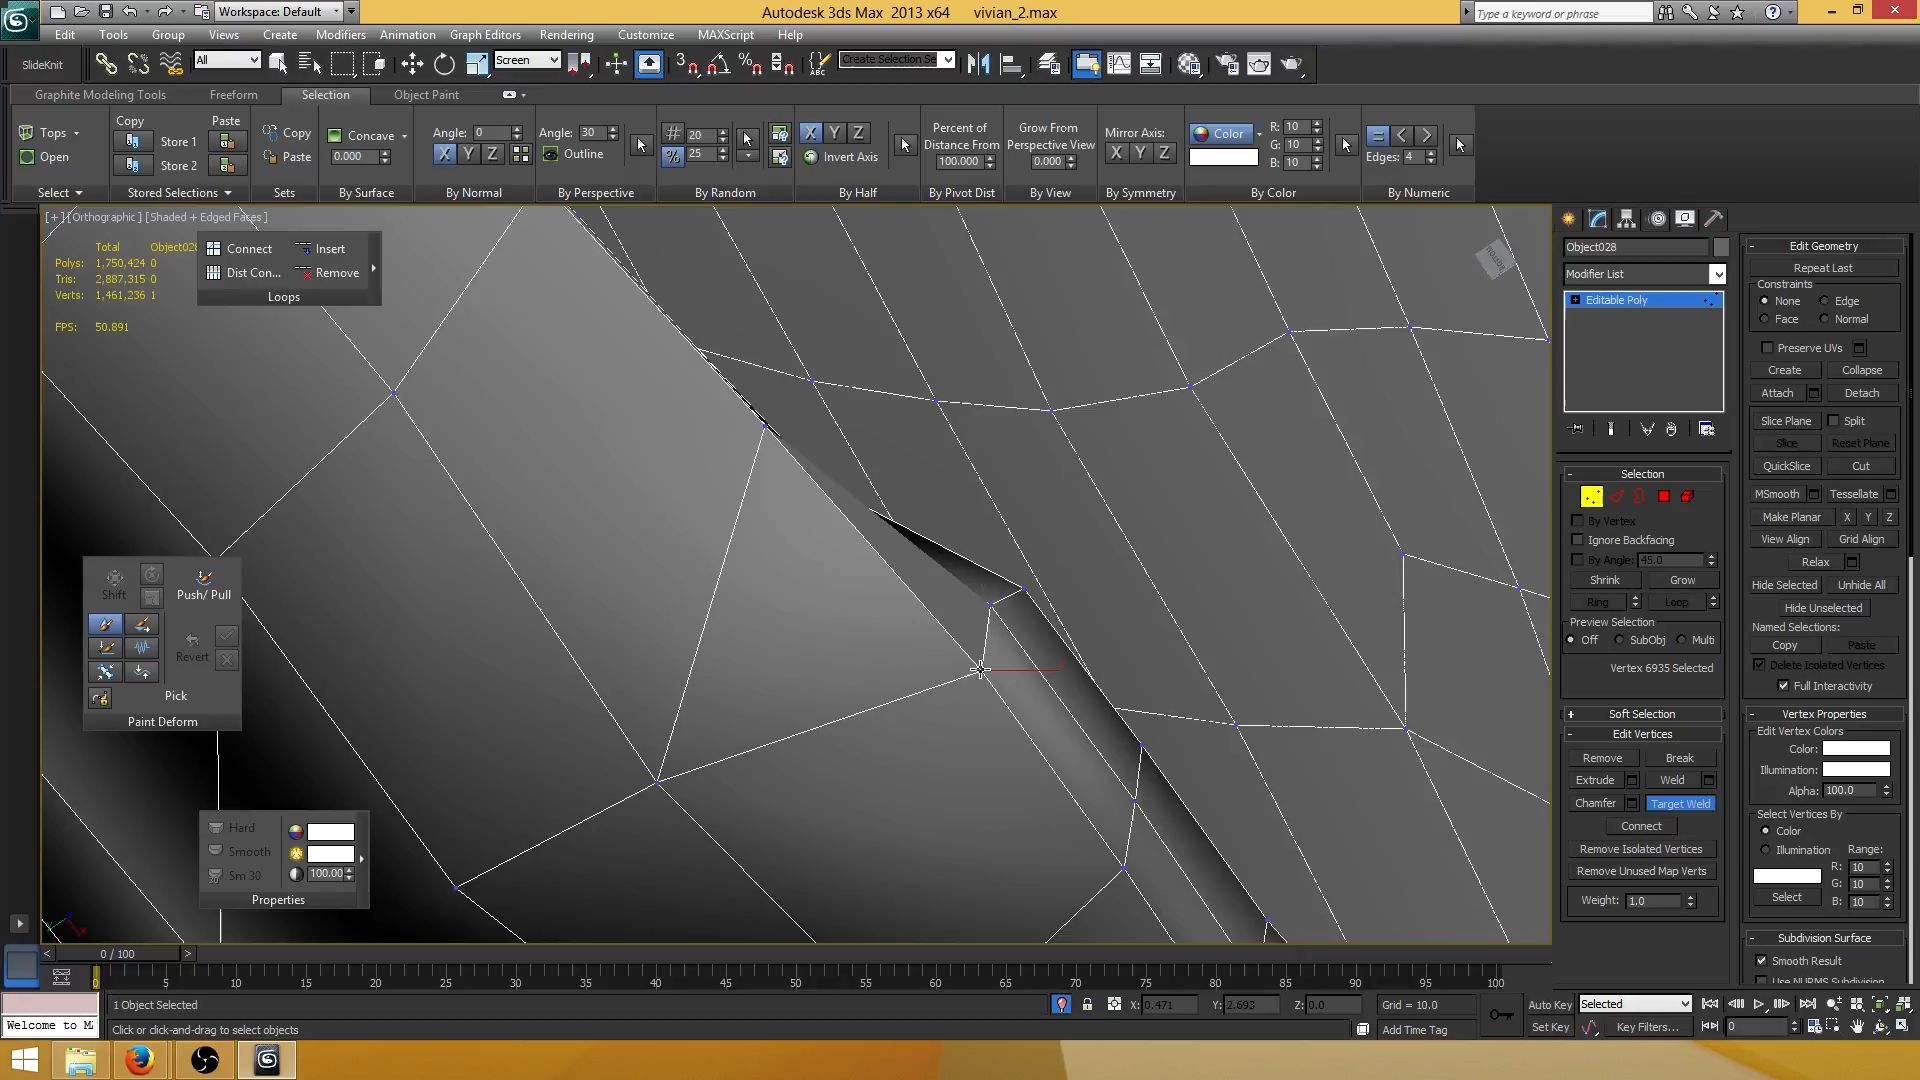 Workspace: Default
Autodesk 3ds Max 2013 x64 vivian_2.max
Type a keyword or phrase
Edit Tools Group Views Create Modifiers Animation Graph Editors Rendering Customize MAXScript Help
SlideKnit All Screen Create Selection Se
Graphite Modeling Tools Freeform Selection Object Paint
Tops
Open
Select
Copy Paste
Store 1
Store 2
Stored Selections
Copy
Paste
Sets
Concave
0.000
By Surface
Angle: 0
X Y Z
By Normal
Angle: 30
Outline
By Perspective
20
25
By Random
X Y Z
Invert Axis
By Half
Percent of
Distance From
100.000
By Pivot Dist
Grow From
Perspective View
0.000
By View
Mirror Axis:
X Y Z
By Symmetry
Color
R: 10
G: 10
B: 10
By Color
Edges: 4
By Numeric
[+] [Orthographic] [Shaded + Edged Faces]
Total Object028
Polys: 1,750,424 0
Tris: 2,887,315 0
Verts: 1,461,236 1
FPS: 50.891
Connect Insert
Dist Con... Remove
Loops
Shift Push/ Pull
Revert
Pick
Paint Deform
Hard
Smooth
Sm 30 100.00
Properties
Object028
Modifier List
Editable Poly
Selection
By Vertex
Ignore Backfacing
By Angle: 45.0
Shrink Grow
Ring Loop
Preview Selection
Off SubObj Multi
Vertex 6935 Selected
Soft Selection
Edit Vertices
Remove Break
Extrude Weld
Chamfer Target Weld
Connect
Remove Isolated Vertices
Remove Unused Map Verts
Weight: 1.0
Edit Geometry
Repeat Last
Constraints
None Edge
Face Normal
Preserve UVs
Create Collapse
Attach Detach
Slice Plane Split
Slice Reset Plane
QuickSlice Cut
MSmooth Tessellate
Make Planar X Y Z
View Align Grid Align
Relax
Hide Selected Unhide All
Hide Unselected
Named Selections:
Copy Paste
Delete Isolated Vertices
Full Interactivity
Vertex Properties
Edit Vertex Colors
Color:
Illumination:
Alpha: 100.0
Select Vertices By
Color
Illumination Range:
R: 10
G: 10
B: 10
Select
Subdivision Surface
Smooth Result
Use NURMS Subdivision
0 / 100
0 5 10 15 20 25 30 35 40 45 50 55 60 65 70 75 80 85 90 95 100
1 Object Selected
X: 0.471 Y: 2.693 Z: 0.0 Grid = 10.0
Auto Key Selected
Welcome to M
Click or click-and-drag to select objects
Add Time Tag
Set Key Key Filters... 0